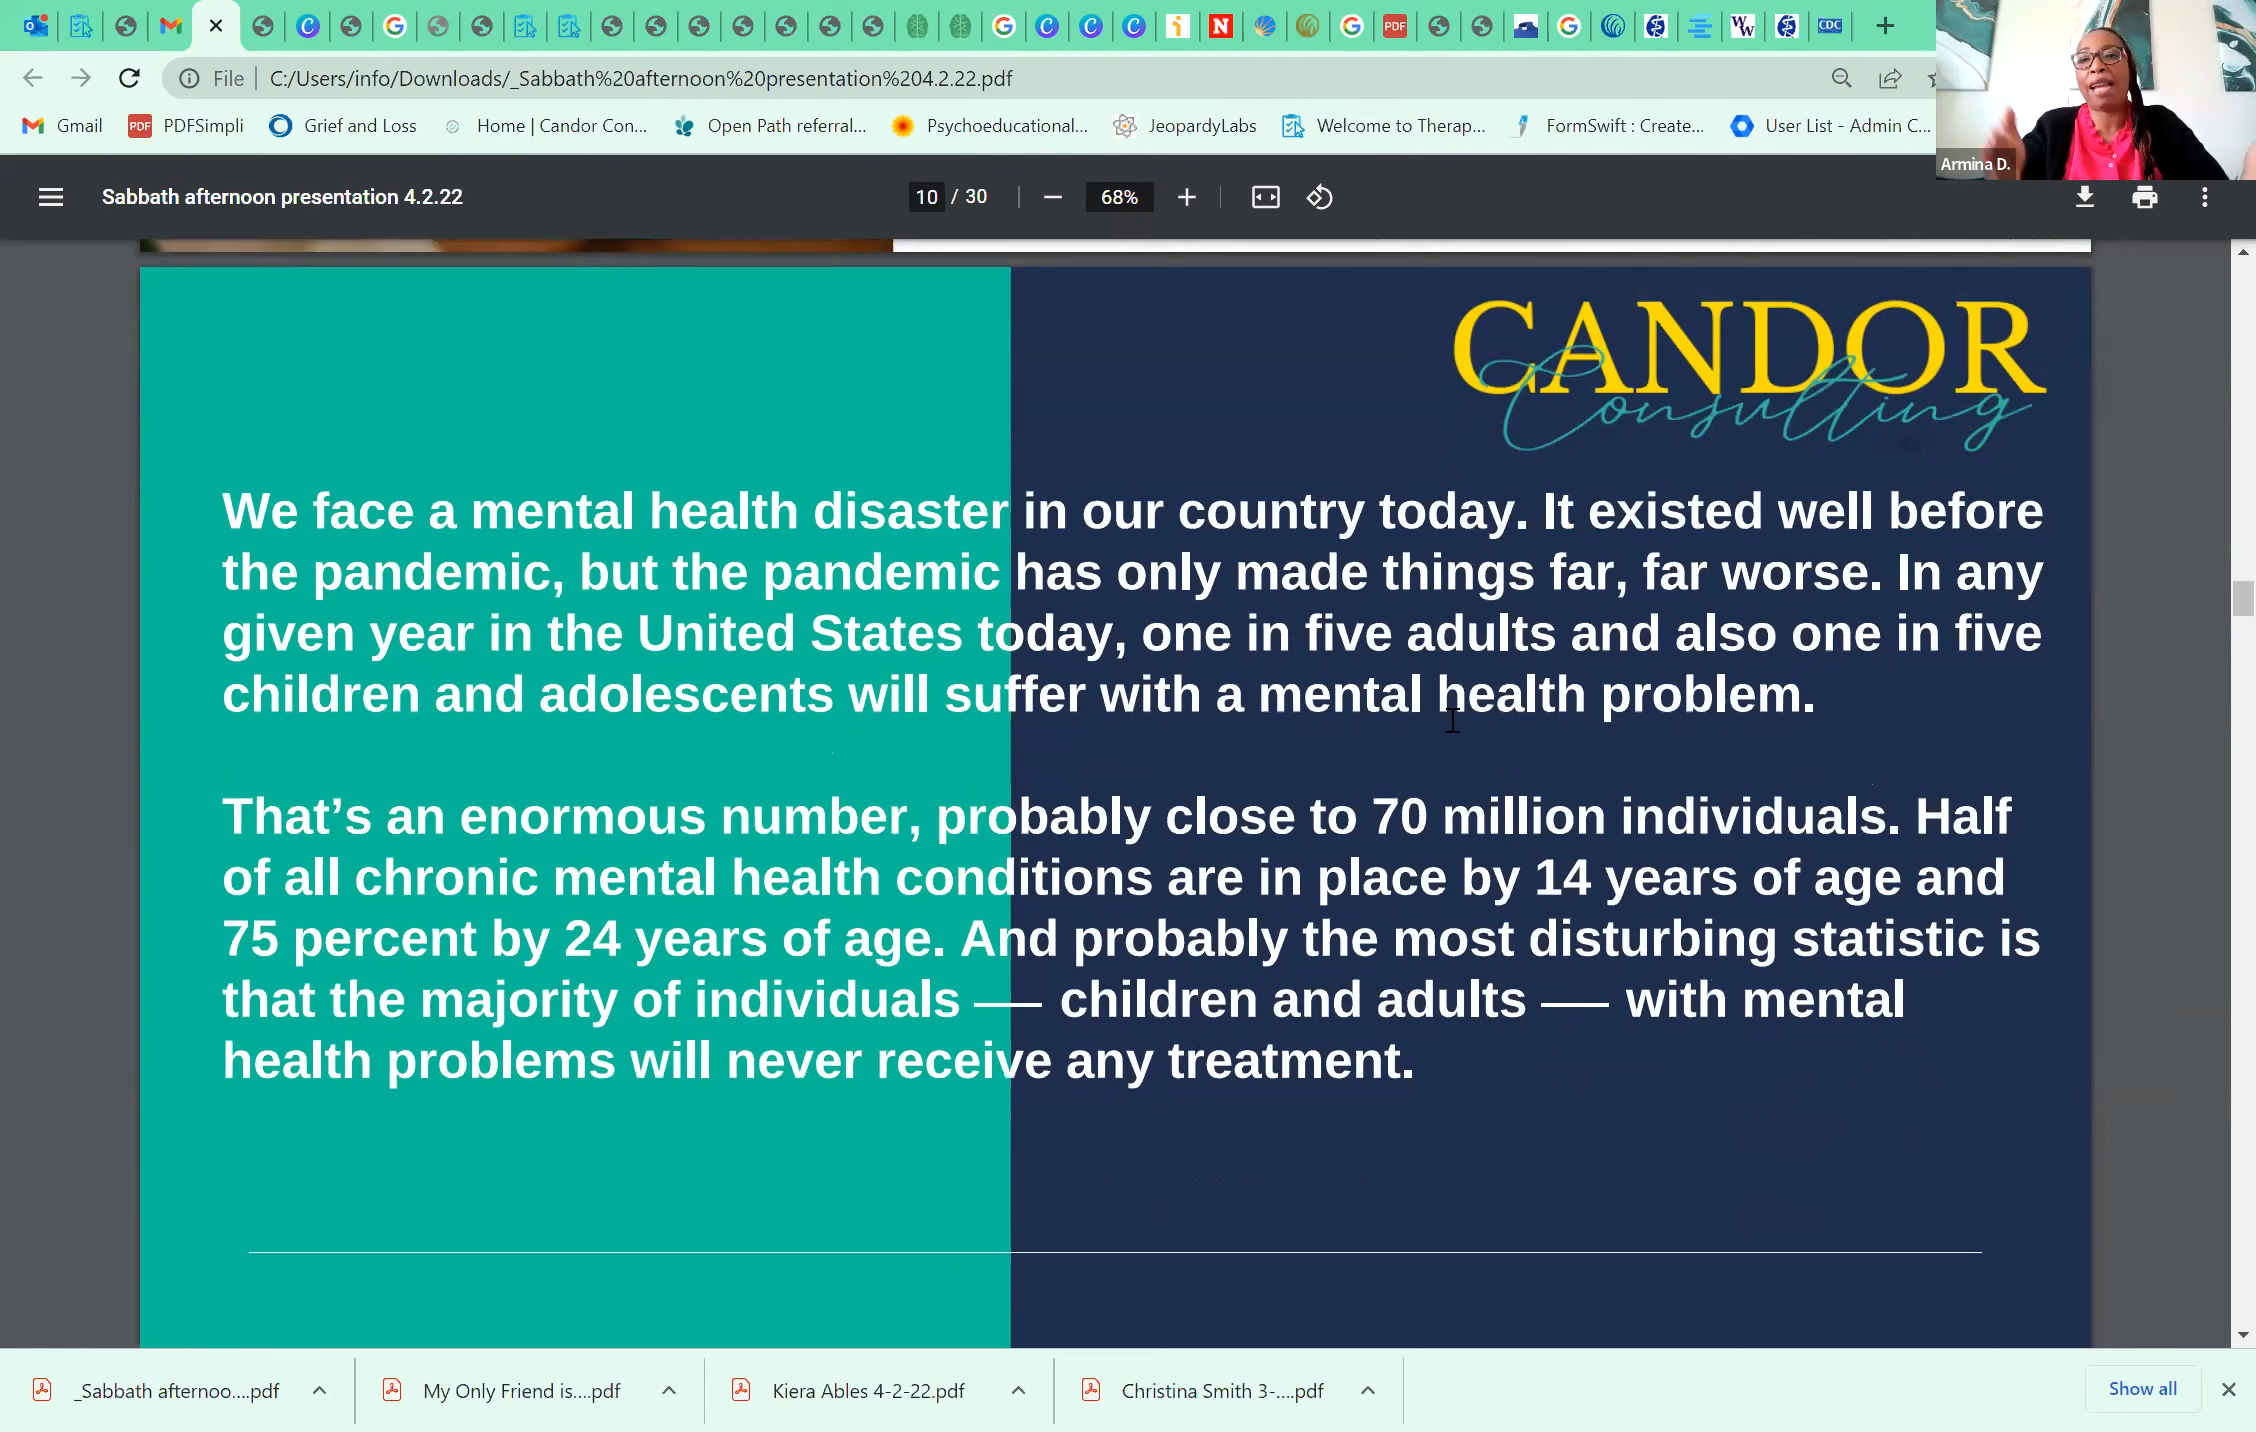 File
C:/Users/info/Downloads/_Sabbath%20afternoon%20presentation%204.2.22.pdf
Gmail
PDFSimpli
Grief and Loss
Home | Candor Con...
Open Path referral...
Psychoeducational...
JeopardyLabs
Welcome to Therap...
FormSwift : Create...
User List - Admin C...
Armina D.
Sabbath afternoon presentation 4.2.22
10 / 30
68%
CANDOR
Consulting
We face a mental health disaster in our country today. It existed well before
the pandemic, but the pandemic has only made things far, far worse. In any
given year in the United States today, one in five adults and also one in five
children and adolescents will suffer with a mental health problem.
That’s an enormous number, probably close to 70 million individuals. Half
of all chronic mental health conditions are in place by 14 years of age and
75 percent by 24 years of age. And probably the most disturbing statistic is
that the majority of individuals — children and adults — with mental
health problems will never receive any treatment.
_Sabbath afternoo....pdf
My Only Friend is....pdf
Kiera Ables 4-2-22.pdf
Christina Smith 3-....pdf
Show all